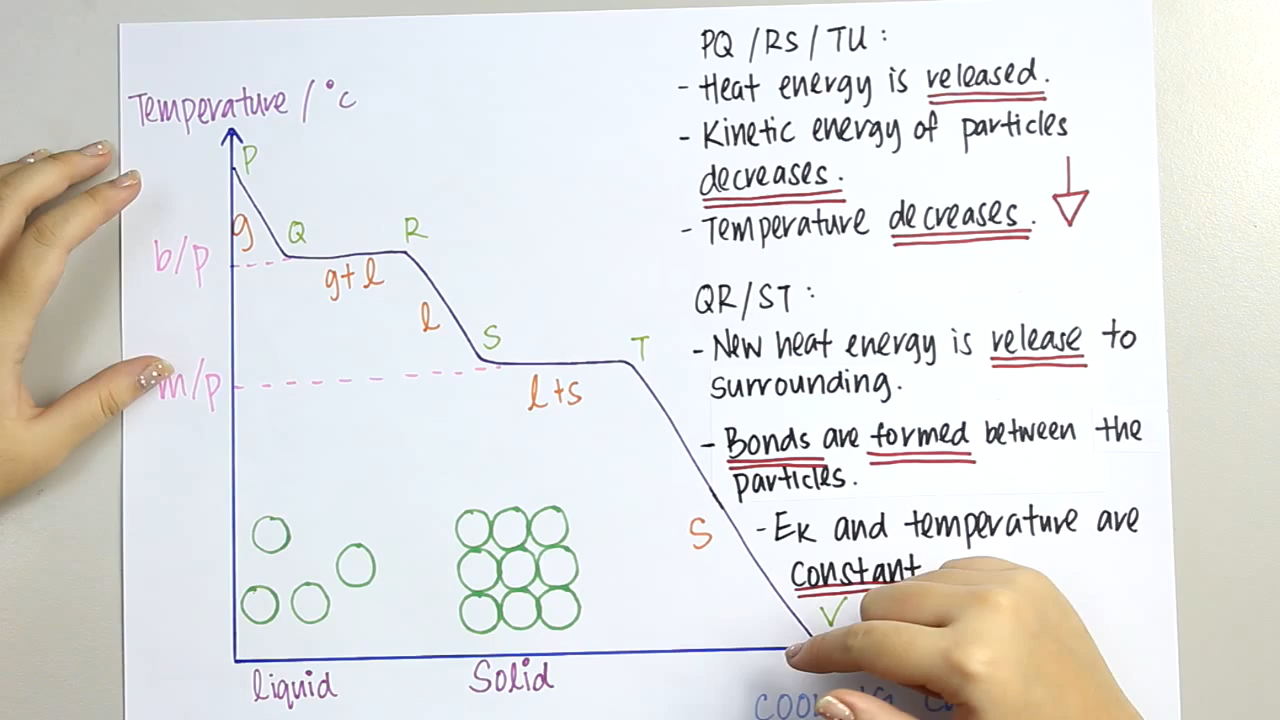 Temperature / °C
P
g
Q
R
b/p
g+l
l
S
T
m/p
l+s
S
liquid
Solid
PQ / RS / TU :
- Heat energy is released.
- Kinetic energy of particles
decreases.
- Temperature decreases.
QR / ST :
- New heat energy is release to
surrounding.
- Bonds are formed between the
particles.
- Ek and temperature are
constant